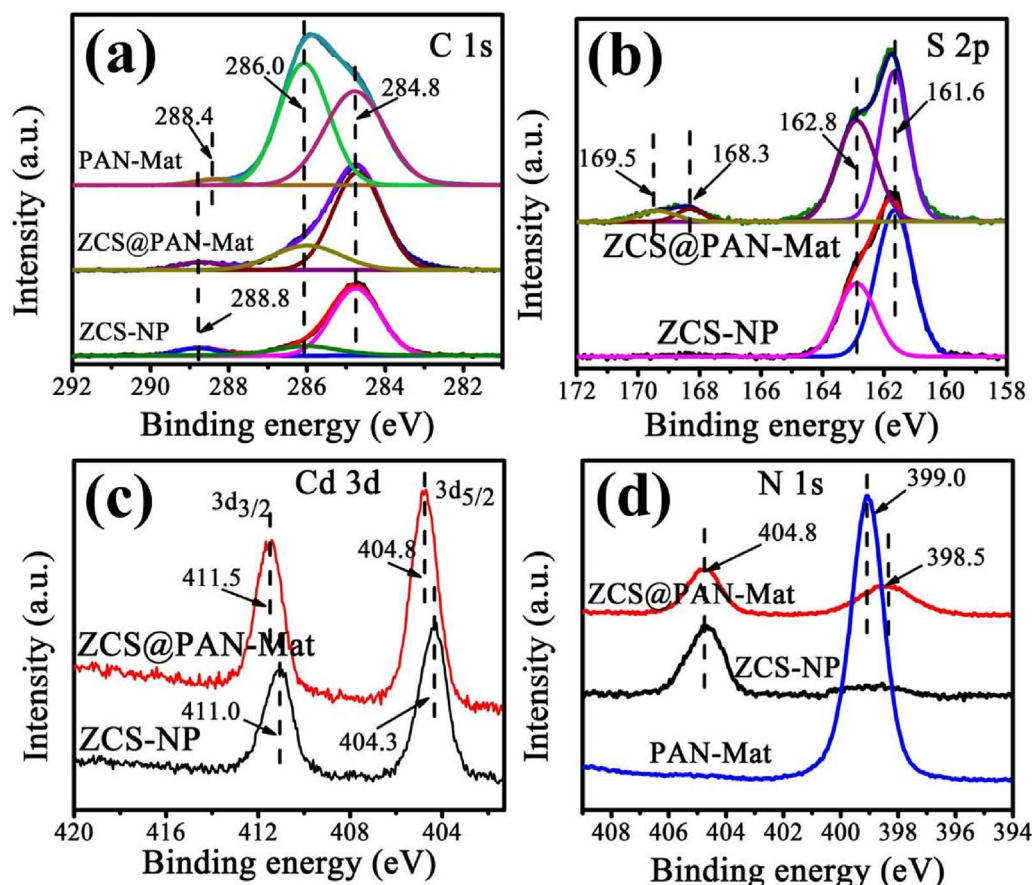 (a)
C 1s
286.0
284.8
288.4
PAN-Mat
ZCS@PAN-Mat
288.8
ZCS-NP
Intensity (a.u.)
292 290 288 286 284 282
Binding energy (eV)
(b)
S 2p
161.6
162.8
169.5
168.3
ZCS@PAN-Mat
ZCS-NP
Intensity (a.u.)
172 170 168 166 164 162 160 158
Binding energy (eV)
(c)
Cd 3d
3d3/2
3d5/2
404.8
411.5
ZCS@PAN-Mat
ZCS-NP
411.0
404.3
Intensity (a.u.)
420 416 412 408 404
Binding energy (eV)
(d)
N 1s
399.0
404.8
398.5
ZCS@PAN-Mat
ZCS-NP
PAN-Mat
Intensity (a.u.)
408 406 404 402 400 398 396 394
Binding energy (eV)